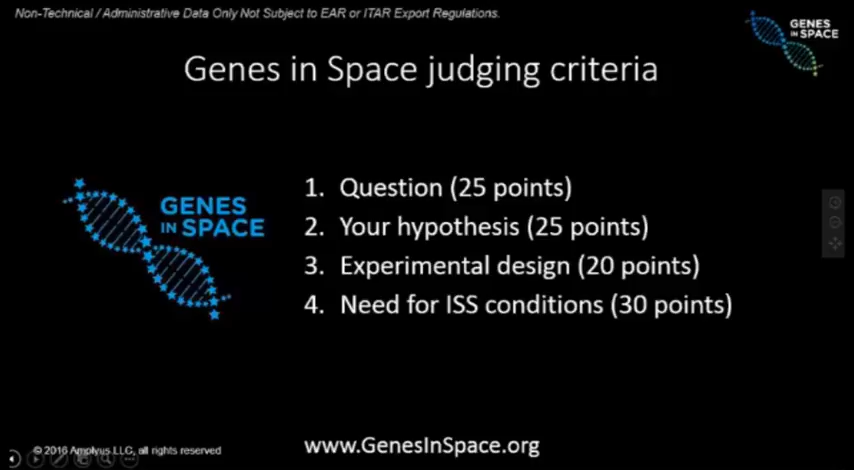 Non-Technical / Administrative Data Only Not Subject to EAR or ITAR Export Regulations.
GENES
IN SPACE
Genes in Space judging criteria
GENES
IN SPACE
1. Question (25 points)
2. Your hypothesis (25 points)
3. Experimental design (20 points)
4. Need for ISS conditions (30 points)
© 2016 Amplyus LLC, all rights reserved
www.GenesInSpace.org